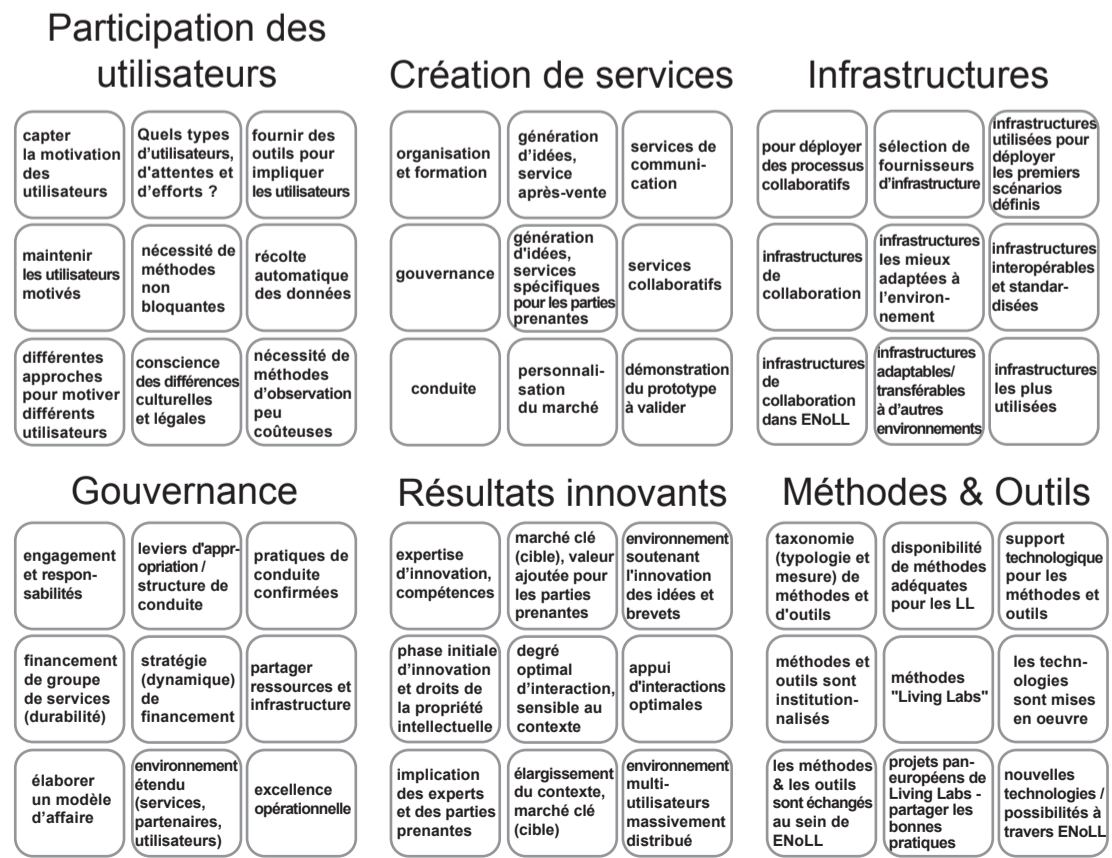 Participation des
utilisateurs
capter
la motivation
des
utilisateurs
Quels types
d'utilisateurs,
d'attentes et
d'efforts ?
fournir des
outils pour
impliquer
les utilisateurs
maintenir
les utilisateurs
motivés
nécessité de
méthodes
non
bloquantes
récolte
automatique
des données
différentes
approches
pour motiver
différents
utilisateurs
conscience
des différences
culturelles
et légales
nécessité de
méthodes
d'observation
peu
coûteuses
Création de services
organisation
et formation
génération
d'idées,
service
après-vente
services de
communi-
cation
gouvernance
génération
d'idées,
services
spécifiques
pour les parties
prenantes
services
collaboratifs
conduite
personnali-
sation
du marché
démonstration
du prototype
à valider
Infrastructures
pour déployer
des processus
collaboratifs
sélection de
fournisseurs
d'infrastructure
infrastructures
utilisées pour
déployer
les premiers
scénarios
définis
infrastructures
de
collaboration
infrastructures
les mieux
adaptées à
l'environ-
nement
infrastructures
interopérables
et standar-
disées
infrastructures
de
collaboration
dans ENoLL
infrastructures
adaptables/
transférables
à d'autres
environnements
infrastructures
les plus
utilisées
Gouvernance
engagement
et respon-
sabilités
leviers d'appr-
opriation /
structure de
conduite
pratiques de
conduite
confirmées
financement
de groupe
de services
(durabilité)
stratégie
(dynamique)
de
financement
partager
ressources et
infrastructure
élaborer
un modèle
d'affaire
environnement
étendu
(services,
partenaires,
utilisateurs)
excellence
opérationnelle
Résultats innovants
expertise
d'innovation,
compétences
marché clé
(cible), valeur
ajoutée pour
les parties
prenantes
environnement
soutenant
l'innovation
des idées et
brevets
phase initiale
d'innovation
et droits de
la propriété
intellectuelle
degré
optimal
d'interaction,
sensible au
contexte
appui
d'interactions
optimales
implication
des experts
et des parties
prenantes
élargissement
du contexte,
marché clé
(cible)
environnement
multi-
utilisateurs
massivement
distribué
Méthodes & Outils
taxonomie
(typologie et
mesure) de
méthodes et
d'outils
disponibilité
de méthodes
adéquates
pour les LL
support
technologique
pour les
méthodes et
outils
méthodes et
outils sont
institution-
nalisés
méthodes
"Living Labs"
les techn-
ologies
sont mises
en oeuvre
les méthodes
& les outils
sont échangés
au sein de
ENoLL
projets pan-
européens de
Living Labs -
partager les
bonnes
pratiques
nouvelles
technologies /
possibilités à
travers ENoLL